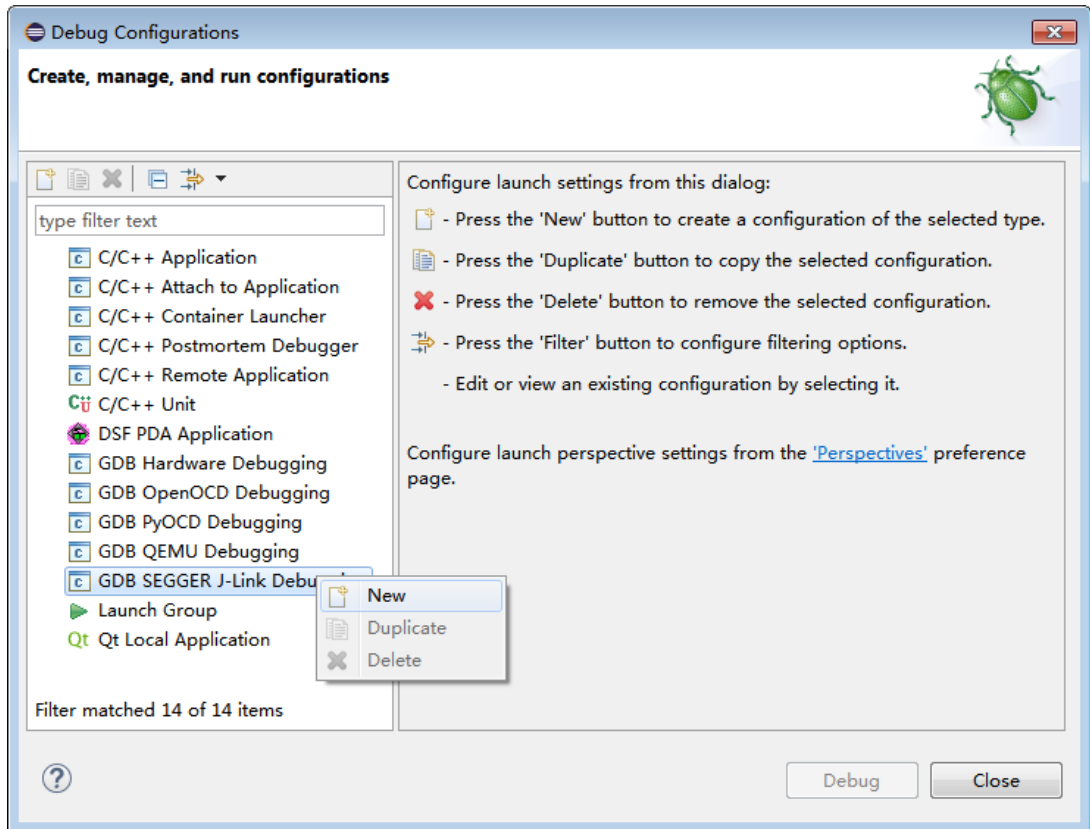 Debug Configurations
Create, manage, and run configurations
type filter text
C/C++ Application
C/C++ Attach to Application
C/C++ Container Launcher
C/C++ Postmortem Debugger
C/C++ Remote Application
C/C++ Unit
DSF PDA Application
GDB Hardware Debugging
GDB OpenOCD Debugging
GDB PyOCD Debugging
GDB QEMU Debugging
GDB SEGGER J-Link Debu
Launch Group
Qt Qt Local Application
Filter matched 14 of 14 items
New
Duplicate
Delete
Configure launch settings from this dialog:
- Press the 'New' button to create a configuration of the selected type.
- Press the 'Duplicate' button to copy the selected configuration.
- Press the 'Delete' button to remove the selected configuration.
- Press the 'Filter' button to configure filtering options.
- Edit or view an existing configuration by selecting it.
Configure launch perspective settings from the 'Perspectives' preference
page.
?
Debug
Close